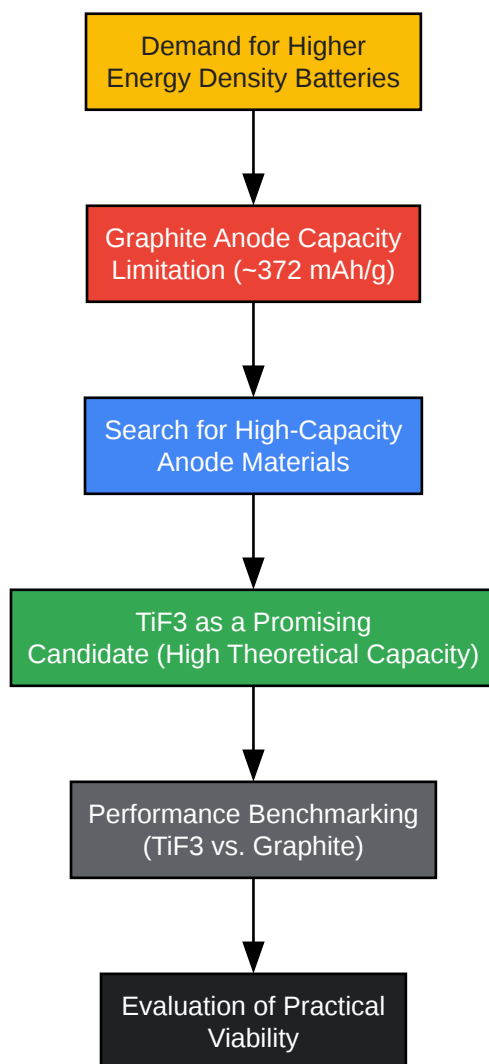 Demand for Higher
Energy Density Batteries
Graphite Anode Capacity
Limitation (~372 mAh/g)
Search for High-Capacity
Anode Materials
TiF3 as a Promising
Candidate (High Theoretical Capacity)
Performance Benchmarking
(TiF3 vs. Graphite)
Evaluation of Practical
Viability